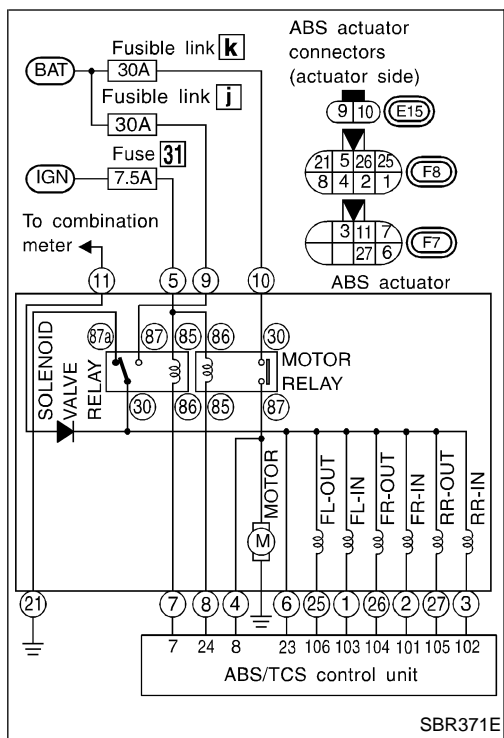 Fusible link k
BAT
30A
Fusible link j
30A
Fuse 31
IGN
7.5A
To combination
meter
ABS actuator
connectors
(actuator side)
9 10 E15
21 5 26 25
8 4 2 1
F8
3 11 7
27 6
F7
ABS actuator
11 5 9 10
87a 87 85 86 30
SOLENOID
VALVE
RELAY
MOTOR
RELAY
30 86 85 87
MOTOR
M
FL-OUT
FL-IN
FR-OUT
FR-IN
RR-OUT
RR-IN
21 7 8 4 6 25 1 26 2 27 3
7 24 8 23 106 103 104 101 105 102
ABS/TCS control unit
SBR371E